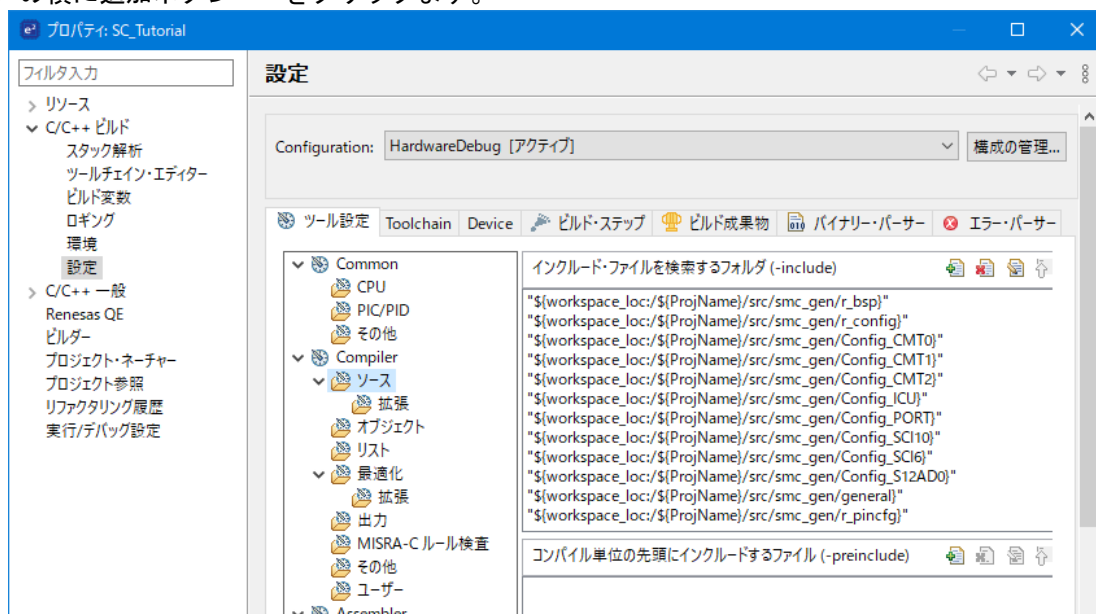 の横に追加ボタン をクリックます。
プロパティ: SC_Tutorial
フィルタ入力
リソース
C/C++ ビルド
スタック解析
ツールチェイン・エディター
ビルド変数
ロギング
環境
設定
C/C++ 一般
Renesas QE
ビルダー
プロジェクト・ネーチャー
プロジェクト参照
リファクタリング履歴
実行/デバッグ設定
設定
Configuration: HardwareDebug [アクティブ] 構成の管理...
ツール設定 Toolchain Device ビルド・ステップ ビルド成果物 バイナリー・パーサー エラー・パーサー
Common
CPU
PIC/PID
その他
Compiler
ソース
拡張
オブジェクト
リスト
最適化
拡張
出力
MISRA-C ルール検査
その他
ユーザー
Assembler
インクルード・ファイルを検索するフォルダ (-include)
"${workspace_loc:/${ProjName}/src/smc_gen/r_bsp}"
"${workspace_loc:/${ProjName}/src/smc_gen/r_config}"
"${workspace_loc:/${ProjName}/src/smc_gen/Config_CMT0}"
"${workspace_loc:/${ProjName}/src/smc_gen/Config_CMT1}"
"${workspace_loc:/${ProjName}/src/smc_gen/Config_CMT2}"
"${workspace_loc:/${ProjName}/src/smc_gen/Config_ICU}"
"${workspace_loc:/${ProjName}/src/smc_gen/Config_PORT}"
"${workspace_loc:/${ProjName}/src/smc_gen/Config_SCI10}"
"${workspace_loc:/${ProjName}/src/smc_gen/Config_SCI6}"
"${workspace_loc:/${ProjName}/src/smc_gen/Config_S12AD0}"
"${workspace_loc:/${ProjName}/src/smc_gen/general}"
"${workspace_loc:/${ProjName}/src/smc_gen/r_pincfg}"
コンパイル単位の先頭にインクルードするファイル (-preinclude)